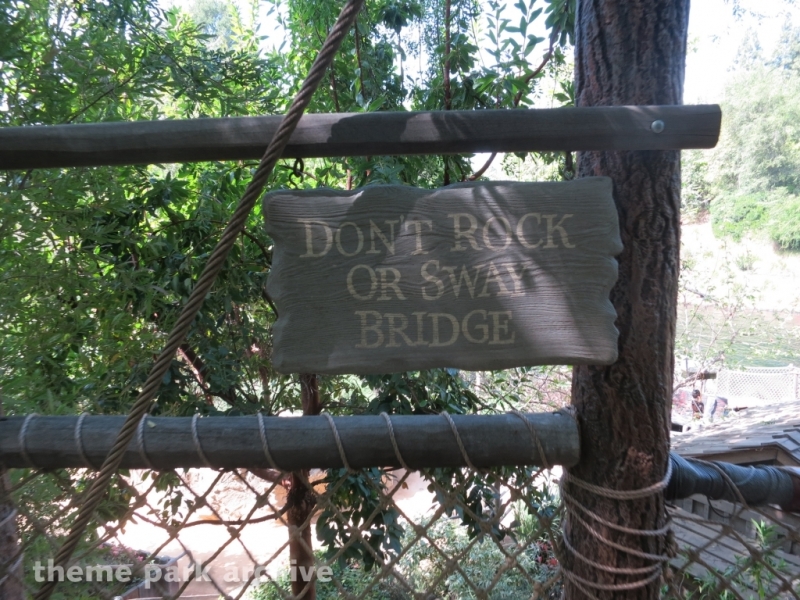 DON'T ROCK
OR SWAY
BRIDGE
theme park archive